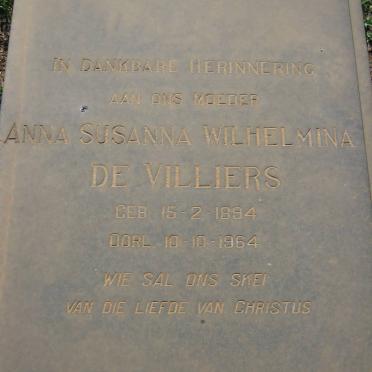 IN DANKBARE HERINNERING
AAN ONS MOEDER
ANNA SUSANNA WILHELMINA
DE VILLIERS
GEB. 15-2-1894
OORL. 10-10-1964
WIE SAL ONS SKEI
VAN DIE LIEFDE VAN CHRISTUS